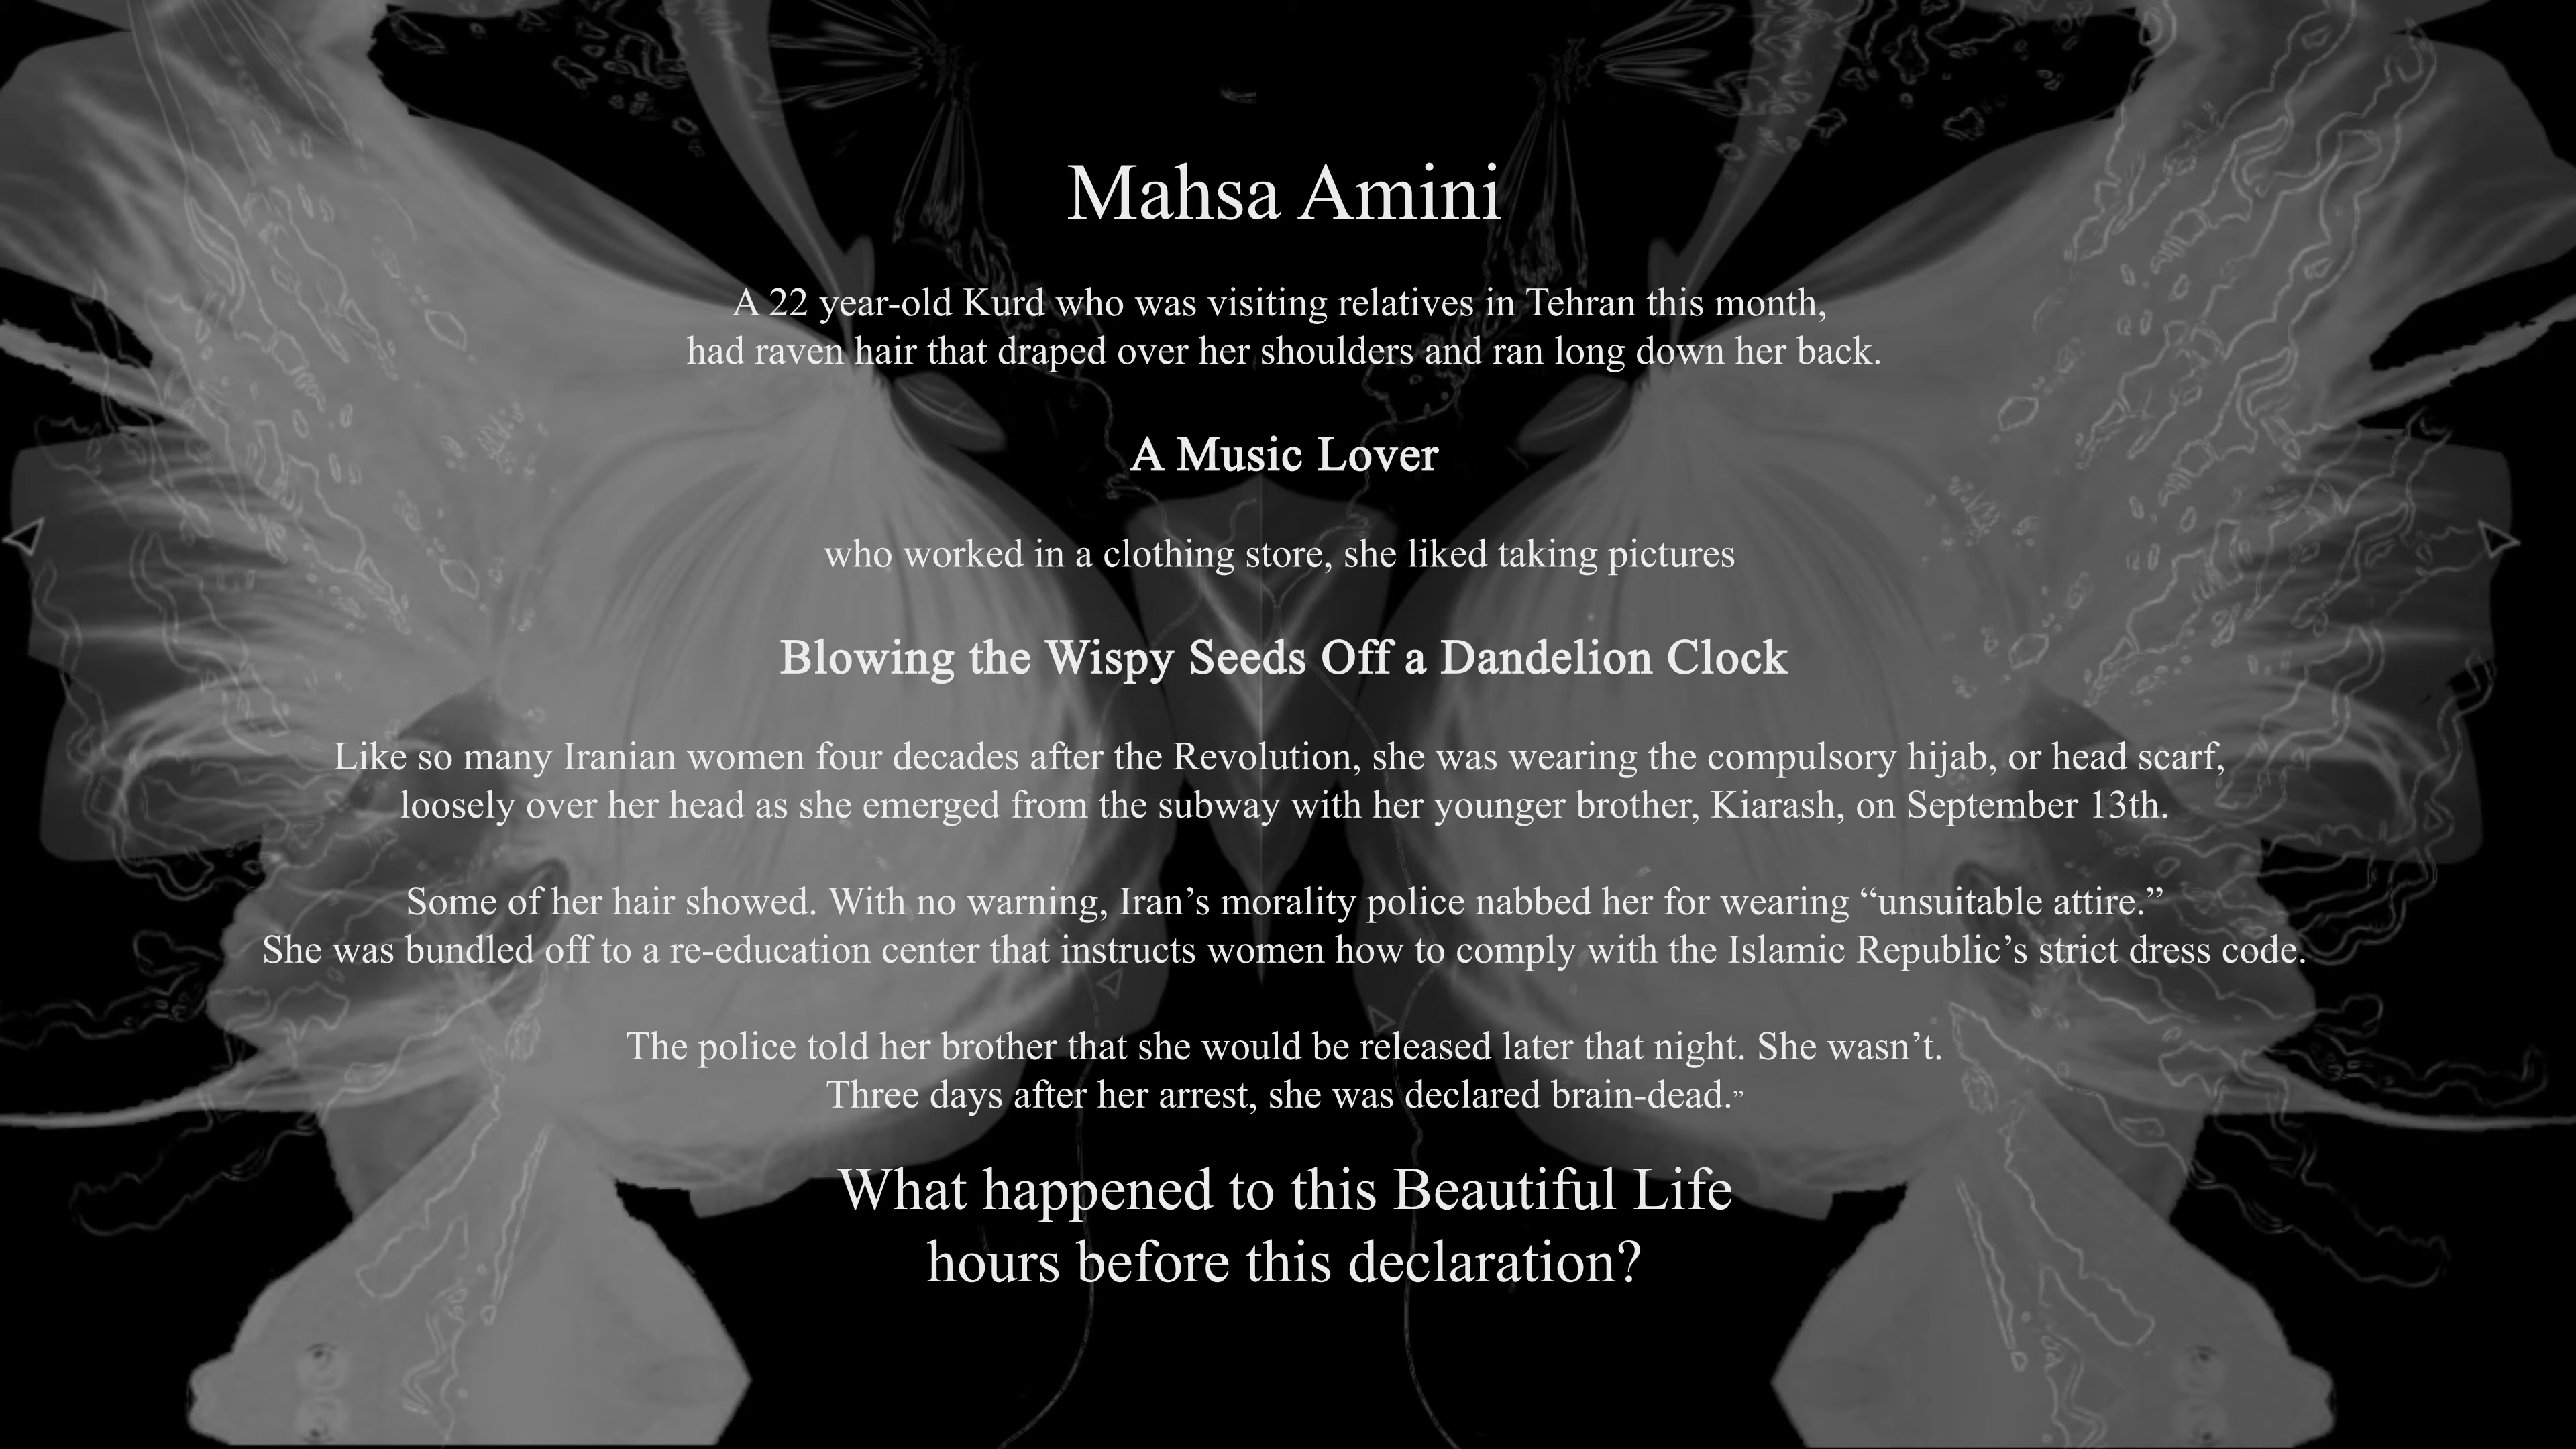 Mahsa Amini
A 22 year-old Kurd who was visiting relatives in Tehran this month,
had raven hair that draped over her shoulders and ran long down her back.
A Music Lover
who worked in a clothing store, she liked taking pictures
Blowing the Wispy Seeds Off a Dandelion Clock
Like so many Iranian women four decades after the Revolution, she was wearing the compulsory hijab, or head scarf,
loosely over her head as she emerged from the subway with her younger brother, Kiarash, on September 13th.
Some of her hair showed. With no warning, Iran’s morality police nabbed her for wearing “unsuitable attire.”
She was bundled off to a re-education center that instructs women how to comply with the Islamic Republic’s strict dress code.
The police told her brother that she would be released later that night. She wasn’t.
Three days after her arrest, she was declared brain-dead.”
What happened to this Beautiful Life
hours before this declaration?